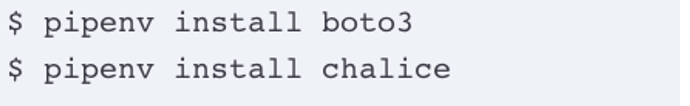 $ pipenv install boto3
$ pipenv install chalice